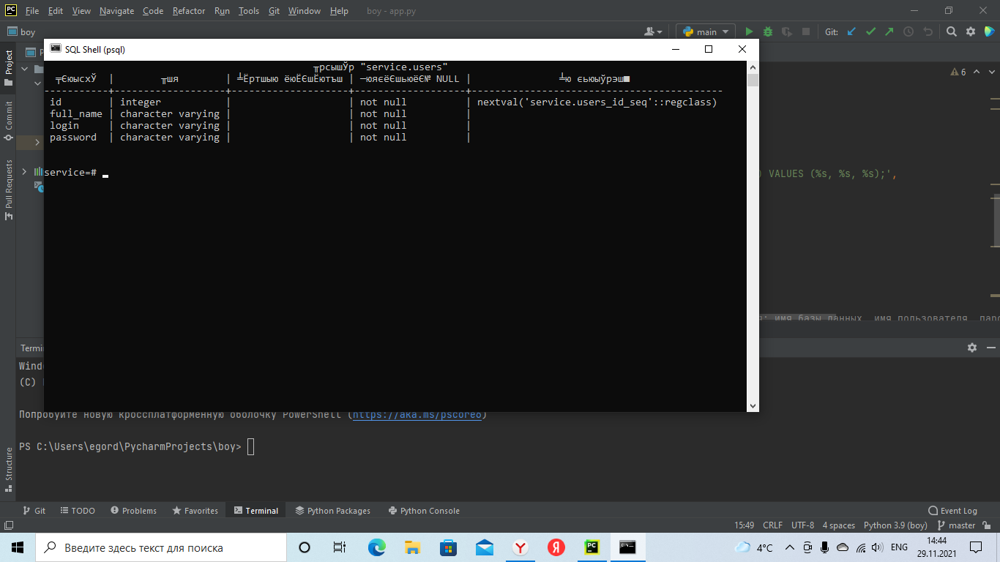 File Edit View Navigate Code Refactor Run Tools Git Window Help boy - app.py
boy main Git:
SQL Shell (psql)
Project
Commit
Pull Requests
Structure
╥рсышЎр "service.users"
╤ЄюысхЎ | ╥шя | ╩Ёртшыю ёюЁЄшЁютъш | ─юяєёЄшьюёЄ№ NULL | ╧ю єьюыўрэш■
----------+-------------------+--------------------+-------------------+-------------------------------------------
id | integer | | not null | nextval('service.users_id_seq'::regclass)
full_name | character varying | | not null |
login | character varying | | not null |
password | character varying | | not null |
service=#
6
) VALUES (%s, %s, %s);',
имя базы данных, имя пользователя,
Termi
Wind
(C)
Попробуйте новую кроссплатформенную оболочку PowerShell (https://aka.ms/pscore6)
PS C:\Users\egord\PycharmProjects\boy>
Git TODO Problems Favorites Terminal Python Packages Python Console Event Log
15:49 CRLF UTF-8 4 spaces Python 3.9 (boy) master
Введите здесь текст для поиска
4°C ENG 14:44
29.11.2021